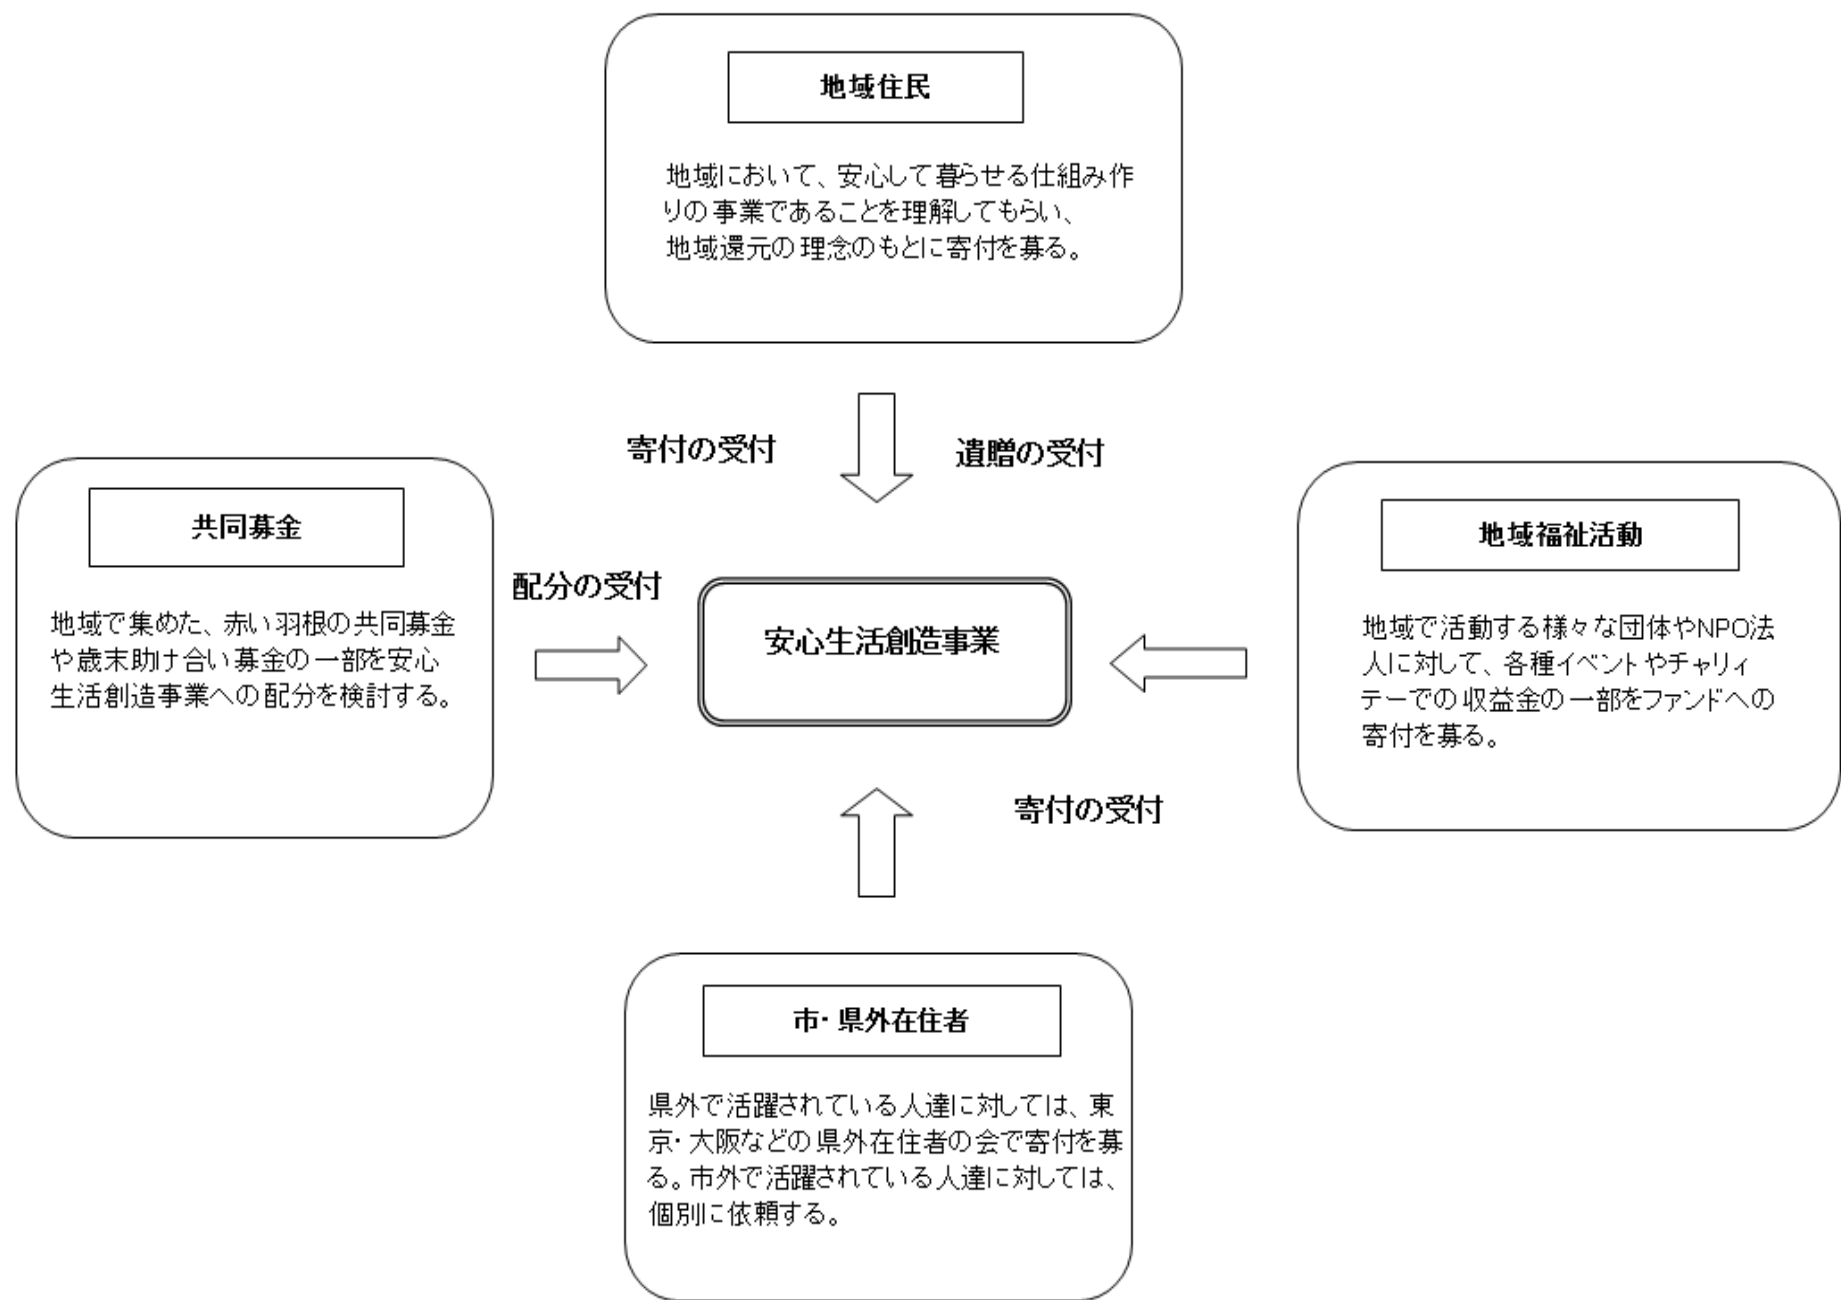 地域住民
地域において、安心して暮らせる仕組み作
りの事業であることを理解してもらい、
地域還元の理念のもとに寄付を募る。
寄付の受付
遺贈の受付
共同募金
地域で集めた、赤い羽根の共同募金
や歳末助け合い募金の一部を安心
生活創造事業への配分を検討する。
配分の受付
安心生活創造事業
地域福祉活動
地域で活動する様々な団体やNPO法
人に対して、各種イベントやチャリィ
テーでの収益金の一部をファンドへの
寄付を募る。
寄付の受付
市・県外在住者
県外で活躍されている人達に対しては、東
京・大阪などの県外在住者の会で寄付を募
る。市外で活躍されている人達に対しては、
個別に依頼する。